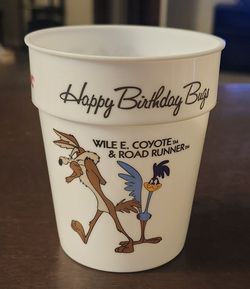 Happy Birthday Bugs
WILE E. COYOTE™
& ROAD RUNNER™